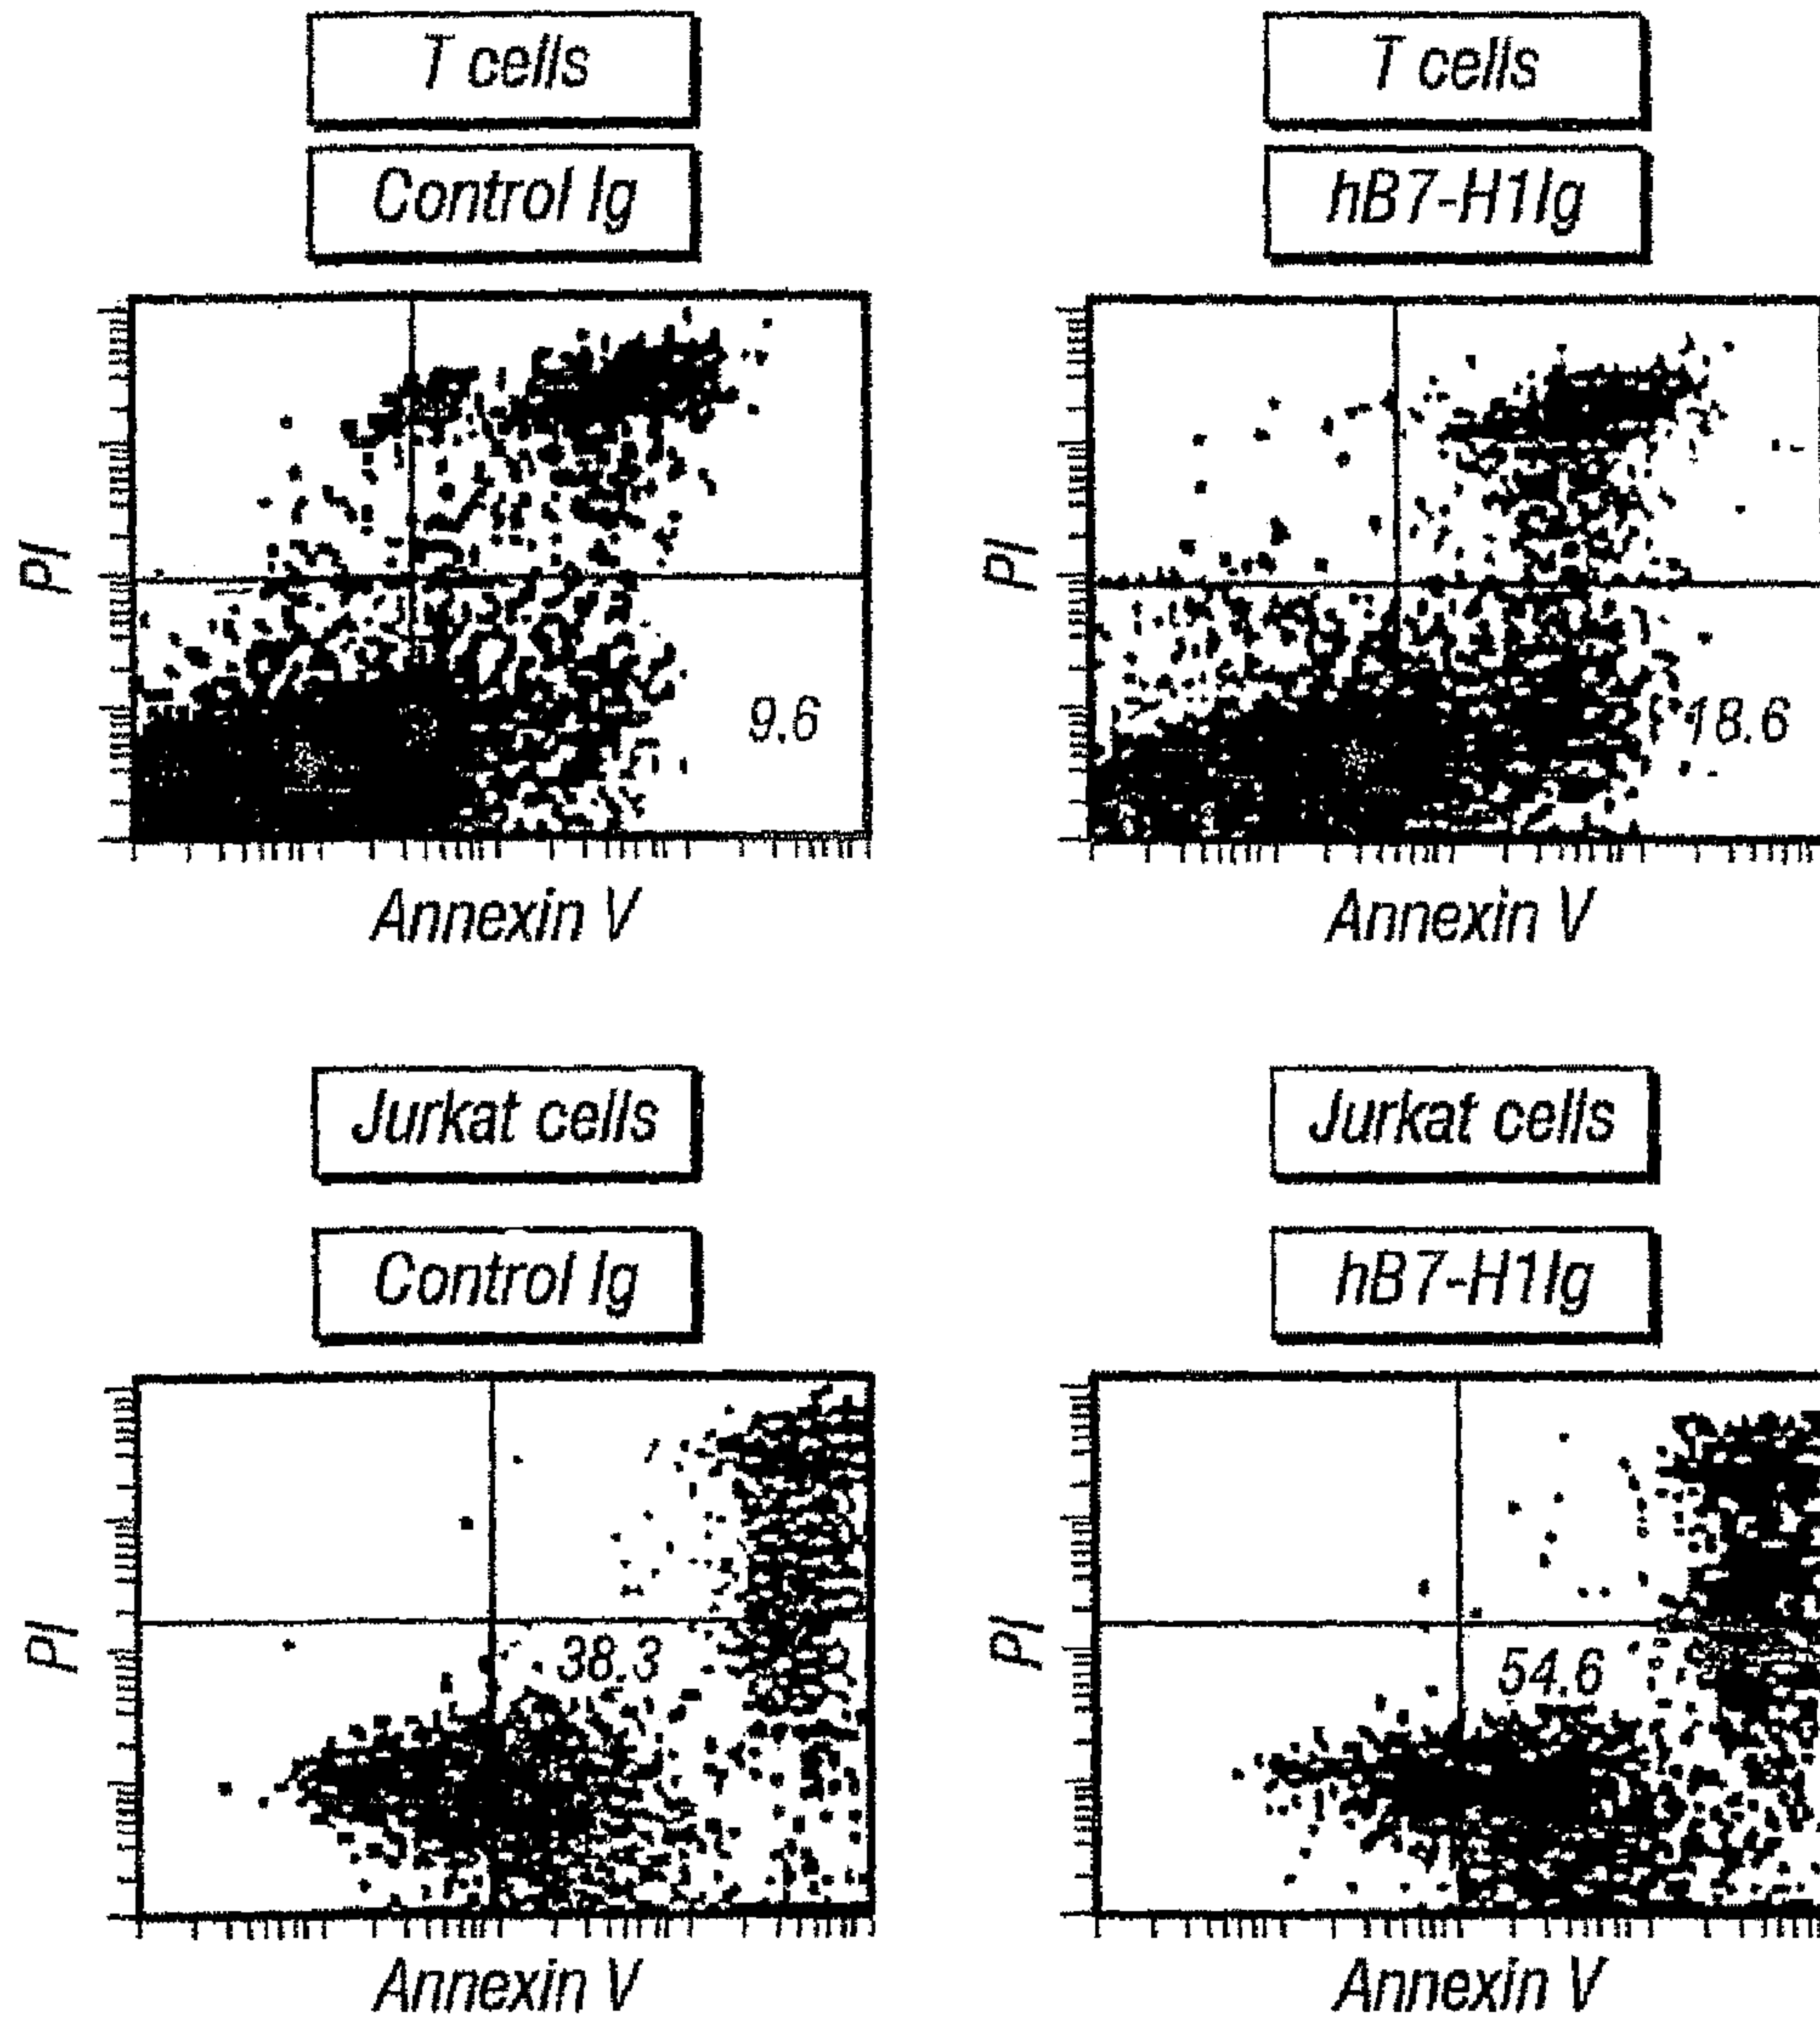 T cells
Control Ig
T cells
hB7-H1Ig
PI
9.6
Annexin V
PI
18.6
Annexin V
Jurkat cells
Control Ig
Jurkat cells
hB7-H1Ig
PI
38.3
Annexin V
PI
54.6
Annexin V